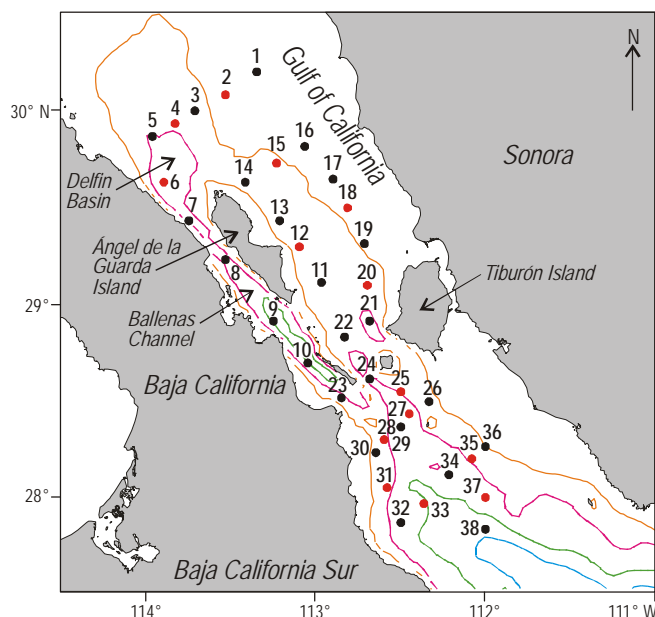 N
1
Gulf of California
2
30° N
3
4
5
16
15
Sonora
17
14
Delfin
Basin
6
18
13
7
19
12
Ángel de la
Guarda
Island
8
20
11
Tiburón Island
21
29°
Ballenas
Channel
9
22
10
24
Baja California
23
25
26
27
28
29
36
30
35
34
31
37
28°
33
32
38
Baja California Sur
114°
113°
112°
111° W